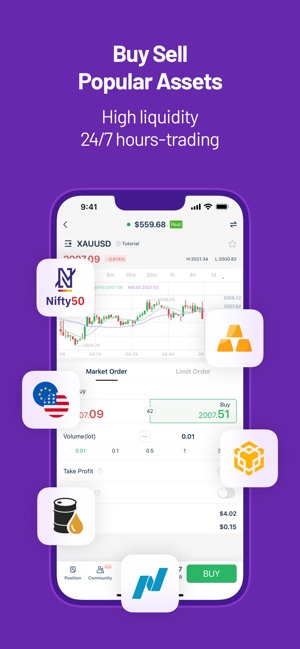 Buy Sell
Popular Assets
High liquidity
24/7 hours-trading
9:41
$559.68 Real
XAUUSD Tutorial
2007.09 -0.574% H:2021.34 L:2000.82
5m 15m 30m 1h 4h 1d
Nifty50
Market Order Limit Order
Buy
.09 42 2007.51
Volume(lot) 0.01
0.01 0.1 0.5 1
Take Profit
$4.02
$0.15
Position Community BUY